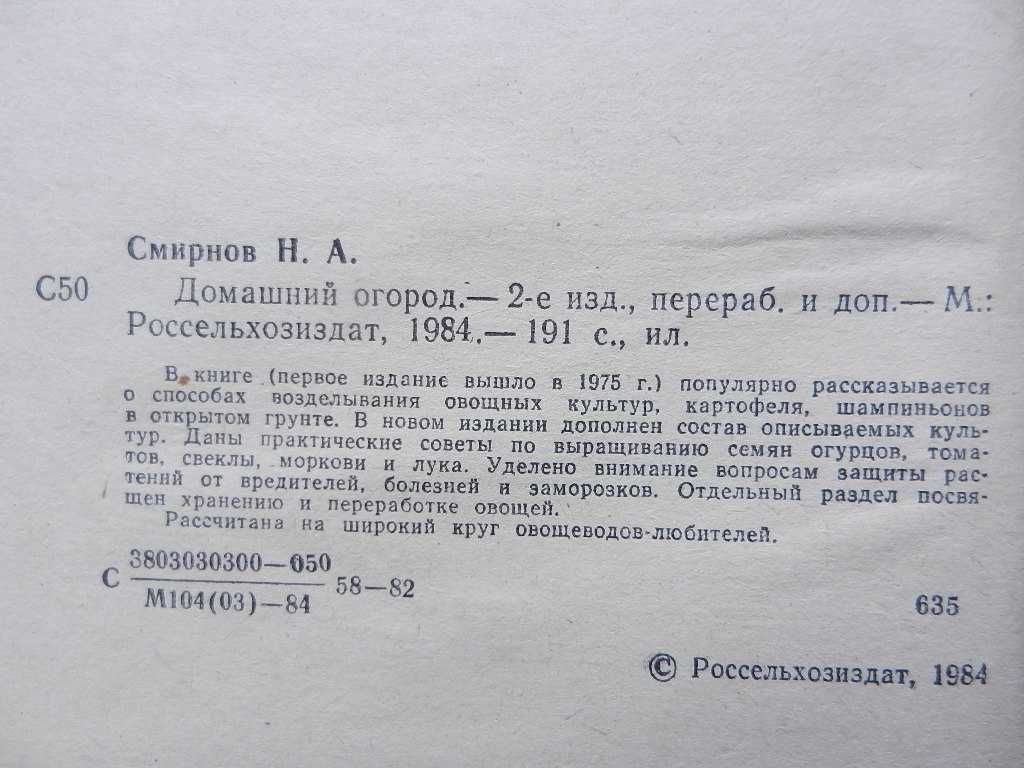 Смирнов Н. А.
С50 Домашний огород.— 2-е изд., перераб. и доп.— М.:
Россельхозиздат, 1984.— 191 с., ил.
В книге (первое издание вышло в 1975 г.) популярно рассказывается
о способах возделывания овощных культур, картофеля, шампиньонов
в открытом грунте. В новом издании дополнен состав описываемых куль-
тур. Даны практические советы по выращиванию семян огурцов, тома-
тов, свеклы, моркови и лука. Уделено внимание вопросам защиты рас-
тений от вредителей, болезней и заморозков. Отдельный раздел посвя-
щен хранению и переработке овощей.
Рассчитана на широкий круг овощеводов-любителей.
3803030300—050
С 58—82
М104(03)—84
635
© Россельхозиздат, 1984